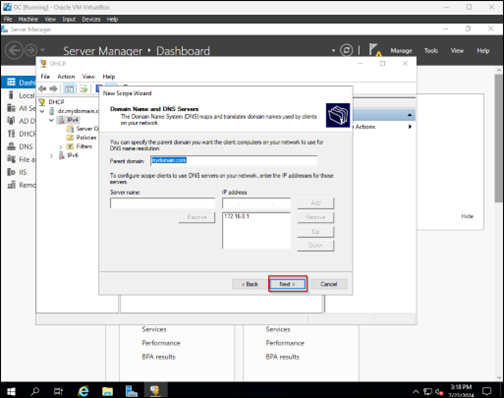 DC [Running] - Oracle VM VirtualBox
File Machine View Input Devices Help
Server Manager
Server Manager • Dashboard
Manage Tools View Help
DHCP
File Action View Help
DHCP
dc.mydomain.c
IPv4
Server O
Policies
Filters
IPv6
Dash
Local
All Se
AD D
DHCP
DNS
File a
IIS
Remo
Actions
Hide
New Scope Wizard
Domain Name and DNS Servers
The Domain Name System (DNS) maps and translates domain names used by clients
on your network.
You can specify the parent domain you want the client computers on your network to use for
DNS name resolution.
Parent domain: mydomain.com
To configure scope clients to use DNS servers on your network, enter the IP addresses for those
servers.
Server name: IP address:
Add
Resolve 172.16.0.1 Remove
Up
Down
< Back Next > Cancel
Services Services
Performance Performance
BPA results BPA results
3:18 PM
7/22/2024